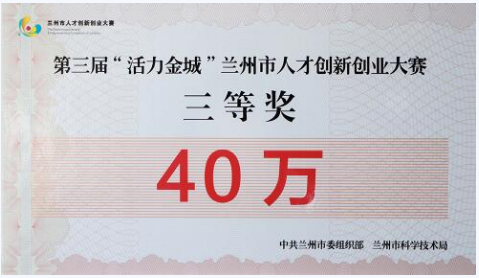 兰州市人才创新创业大赛
第三届“活力金城”兰州市人才创新创业大赛
三等奖
40万
中共兰州市委组织部 兰州市科学技术局